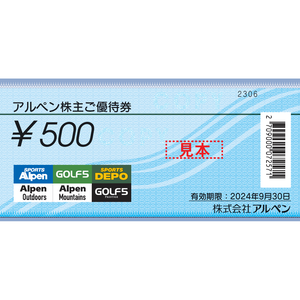 2306
アルペン株主ご優待券
￥500
見本
2709000072511
SPORTS
Alpen
GOLF5
SPORTS
DEPO
Alpen
Outdoors
Alpen
Mountains
GOLF5
有効期限：2024年9月30日
株式会社アルペン